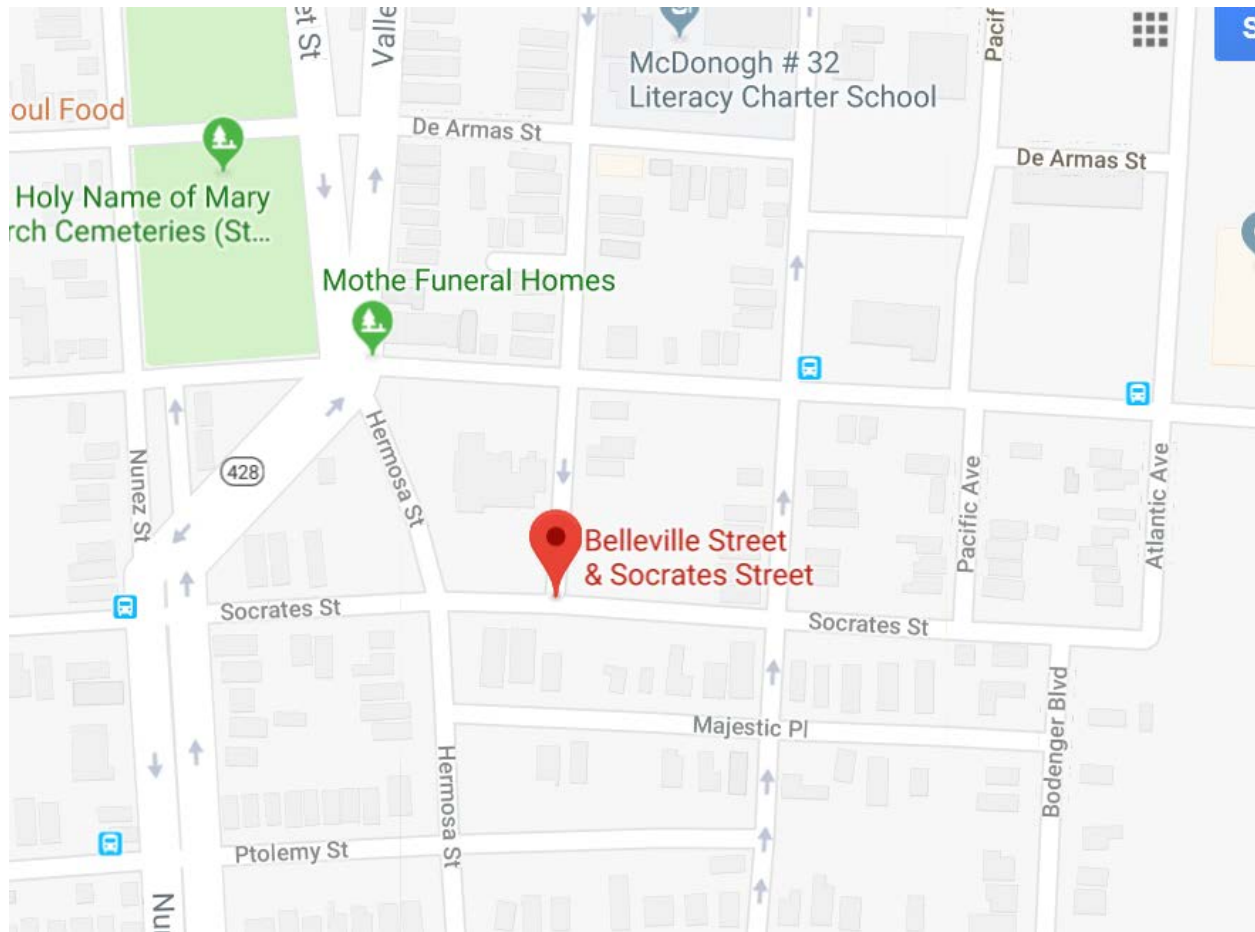 et St
Valle
Pacif
S
McDonogh # 32
Literacy Charter School
oul Food
De Armas St
De Armas St
Holy Name of Mary
rch Cemeteries (St...
Mothe Funeral Homes
Hermosa St
428
Nunez St
Pacific Ave
Atlantic Ave
Belleville Street
& Socrates Street
Socrates St
Socrates St
Majestic Pl
Bodenger Blvd
Hermosa St
Ptolemy St
Nu